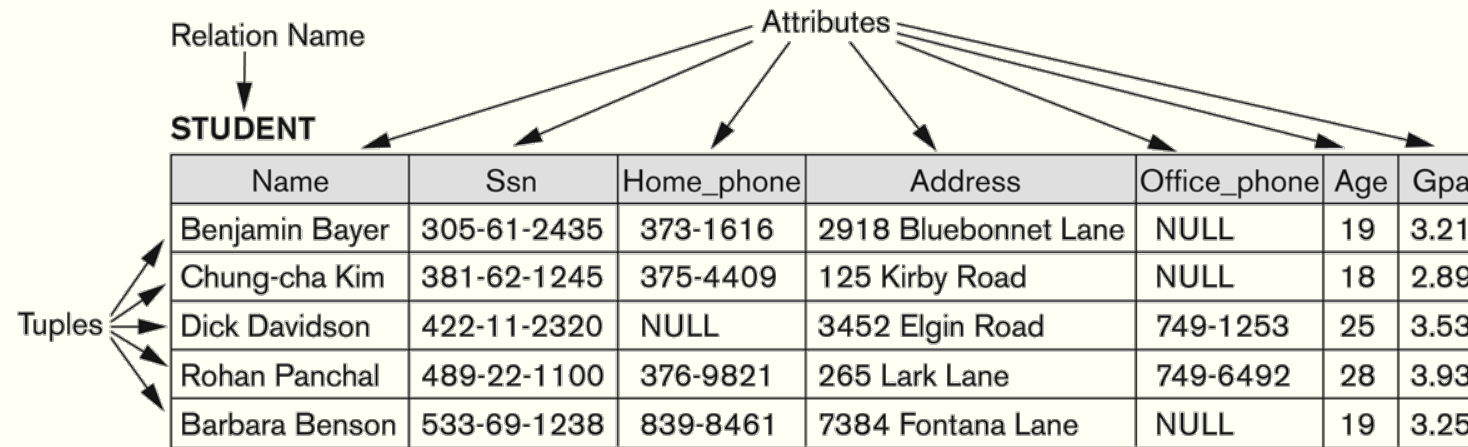 Attributes
Relation Name
STUDENT
Name Ssn Home_phone Address Office_phone Age Gpa
Benjamin Bayer 305-61-2435 373-1616 2918 Bluebonnet Lane NULL 19 3.21
Chung-cha Kim 381-62-1245 375-4409 125 Kirby Road NULL 18 2.89
Tuples Dick Davidson 422-11-2320 NULL 3452 Elgin Road 749-1253 25 3.53
Rohan Panchal 489-22-1100 376-9821 265 Lark Lane 749-6492 28 3.93
Barbara Benson 533-69-1238 839-8461 7384 Fontana Lane NULL 19 3.25